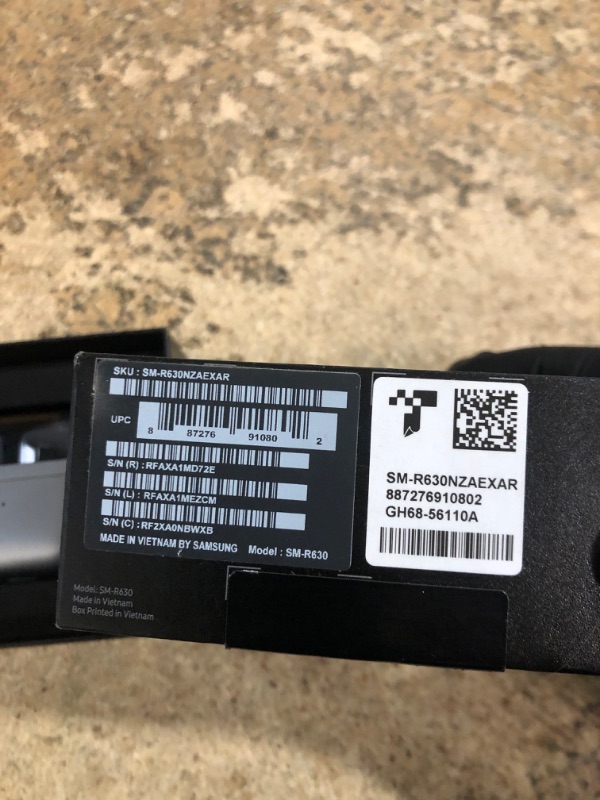 SKU : SM-R630NZAEXAR
UPC
8 87276 91080 2
S/N (R) : RFAXA1MD72E
S/N (L) : RFAXA1MEZCM
S/N (C) : RF2XA0NBWXB
MADE IN VIETNAM BY SAMSUNG Model : SM-R630
SM-R630NZAEXAR
887276910802
GH68-56110A
Model: SM-R630
Made in Vietnam
Box Printed in Vietnam